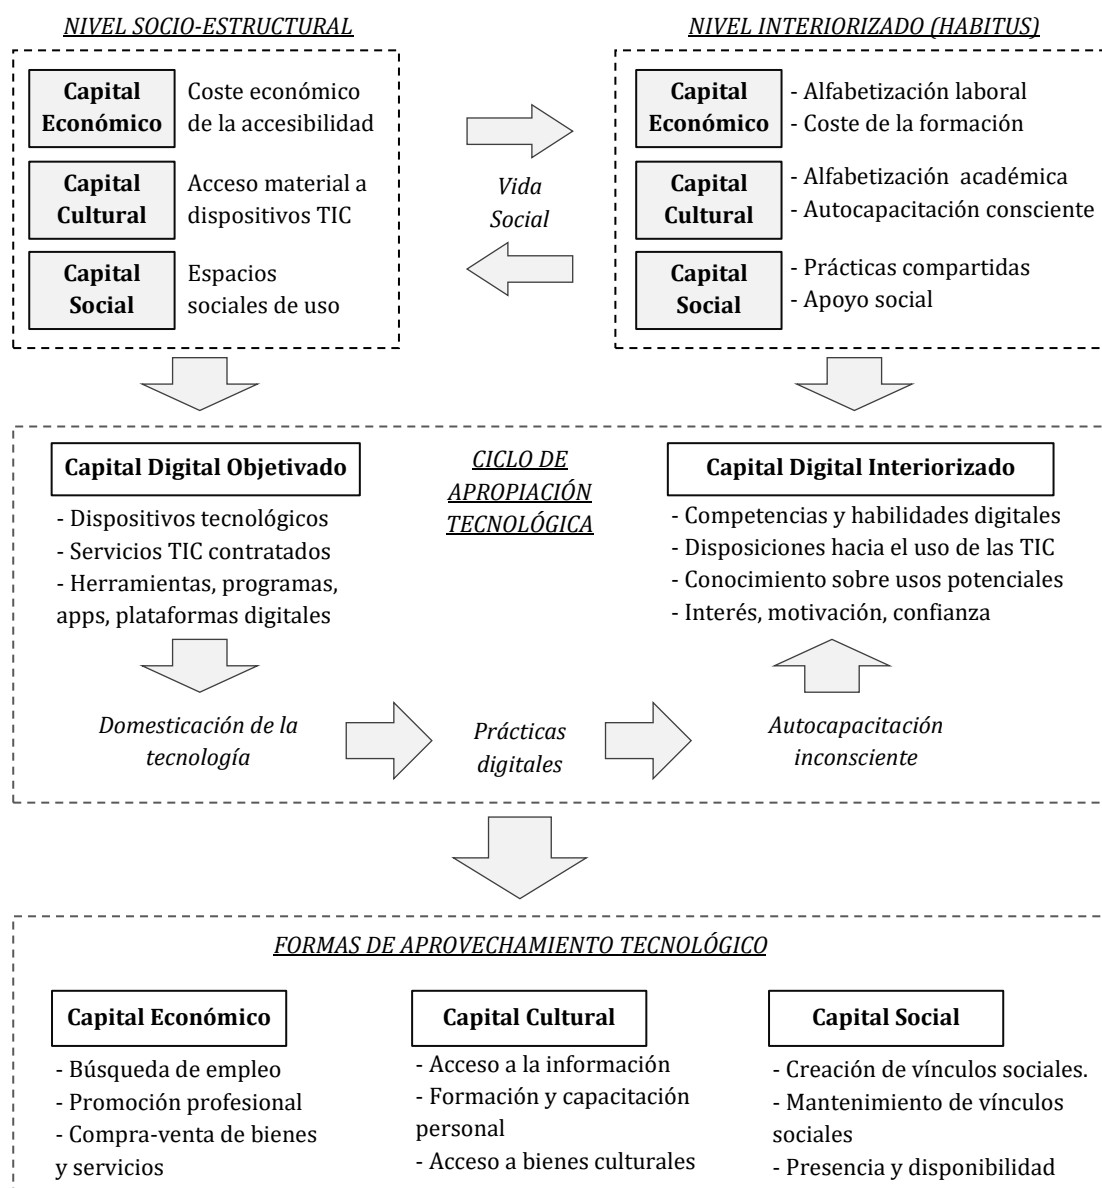 NIVEL SOCIO-ESTRUCTURAL
Capital
Económico
Coste económico
de la accesibilidad
Capital
Cultural
Acceso material a
dispositivos TIC
Capital
Social
Espacios
sociales de uso
Vida
Social
NIVEL INTERIORIZADO (HABITUS)
Capital
Económico
- Alfabetización laboral
- Coste de la formación
Capital
Cultural
- Alfabetización académica
- Autocapacitación consciente
Capital
Social
- Prácticas compartidas
- Apoyo social
CICLO DE
APROPIACIÓN
TECNOLÓGICA
Capital Digital Objetivado
- Dispositivos tecnológicos
- Servicios TIC contratados
- Herramientas, programas,
apps, plataformas digitales
Capital Digital Interiorizado
- Competencias y habilidades digitales
- Disposiciones hacia el uso de las TIC
- Conocimiento sobre usos potenciales
- Interés, motivación, confianza
Domesticación de la
tecnología
Prácticas
digitales
Autocapacitación
inconsciente
FORMAS DE APROVECHAMIENTO TECNOLÓGICO
Capital Económico
- Búsqueda de empleo
- Promoción profesional
- Compra-venta de bienes
y servicios
Capital Cultural
- Acceso a la información
- Formación y capacitación
personal
- Acceso a bienes culturales
Capital Social
- Creación de vínculos sociales.
- Mantenimiento de vínculos
sociales
- Presencia y disponibilidad